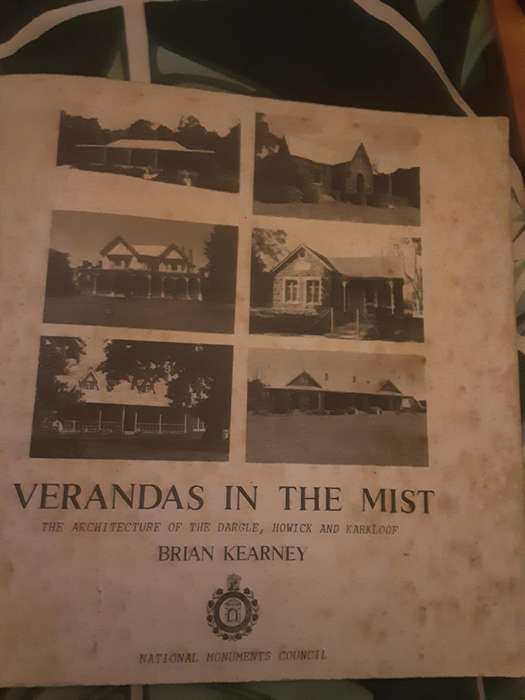 VERANDAS IN THE MIST
THE ARCHITECTURE OF THE DARGLE, HOWICK AND KARKLOOF
BRIAN KEARNEY
NATIONAL MONUMENTS COUNCIL